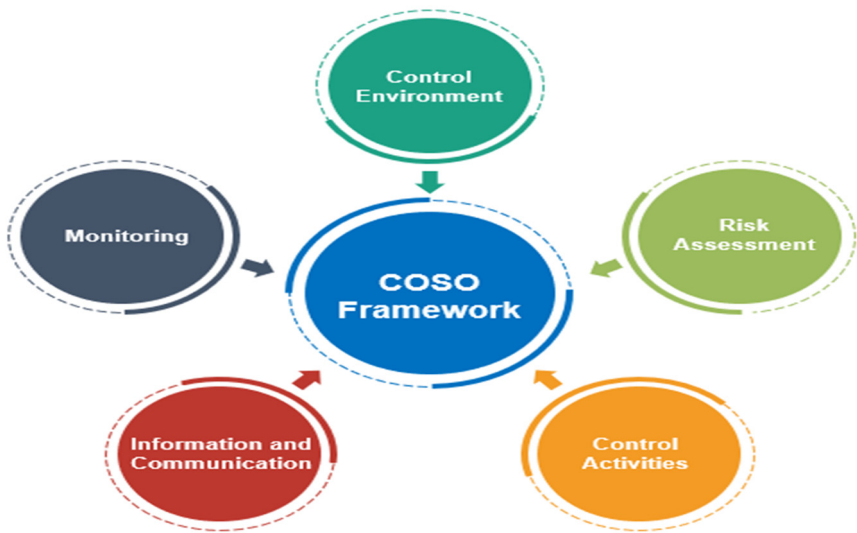 Control
Environment
Risk
Assessment
Control
Activities
Information and
Communication
Monitoring
COSO
Framework